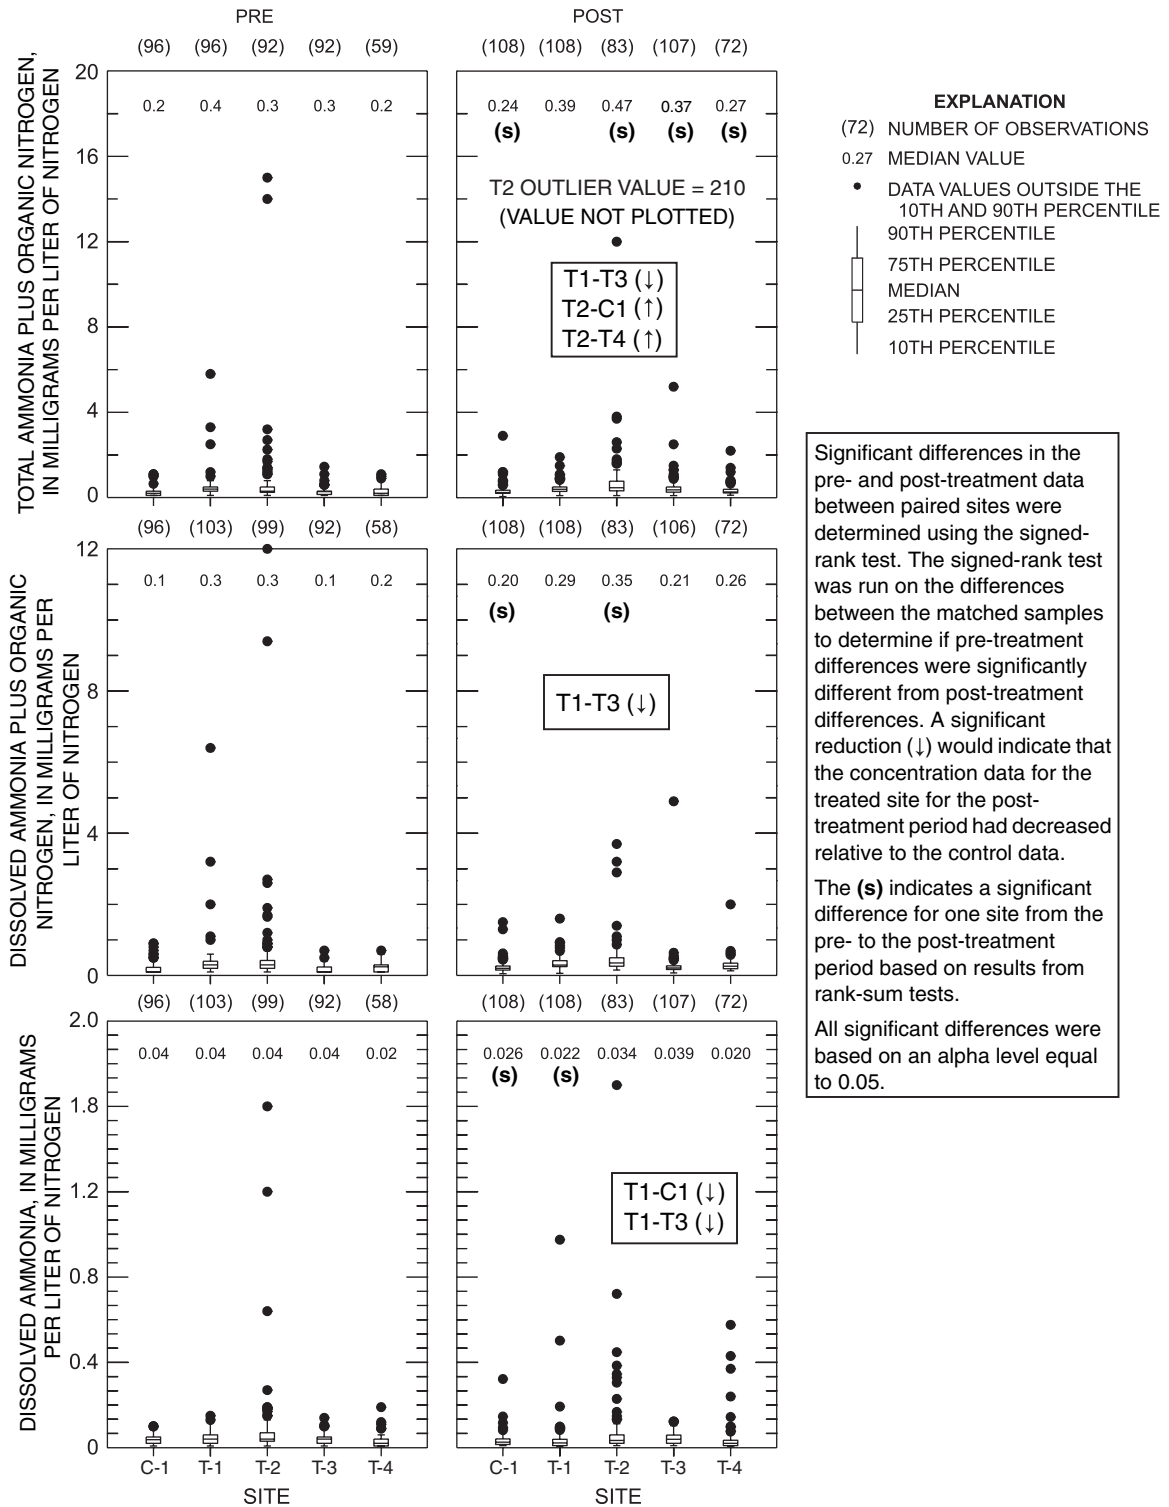 PRE
POST
(96) (96) (92) (92) (59)
(108) (108) (83) (107) (72)
TOTAL AMMONIA PLUS ORGANIC NITROGEN,
IN MILLIGRAMS PER LITER OF NITROGEN
20
16
12
8
4
0
0.2 0.4 0.3 0.3 0.2
0.24 0.39 0.47 0.37 0.27
(s) (s) (s) (s)
T2 OUTLIER VALUE = 210
(VALUE NOT PLOTTED)
T1-T3 (↓)
T2-C1 (↑)
T2-T4 (↑)
EXPLANATION
(72) NUMBER OF OBSERVATIONS
0.27 MEDIAN VALUE
DATA VALUES OUTSIDE THE
10TH AND 90TH PERCENTILE
90TH PERCENTILE
75TH PERCENTILE
MEDIAN
25TH PERCENTILE
10TH PERCENTILE
(96) (103) (99) (92) (58)
(108) (108) (83) (106) (72)
DISSOLVED AMMONIA PLUS ORGANIC
NITROGEN, IN MILLIGRAMS PER
LITER OF NITROGEN
12
8
4
0
0.1 0.3 0.3 0.1 0.2
0.20 0.29 0.35 0.21 0.26
(s) (s)
T1-T3 (↓)
Significant differences in the
pre- and post-treatment data
between paired sites were
determined using the signed-
rank test. The signed-rank test
was run on the differences
between the matched samples
to determine if pre-treatment
differences were significantly
different from post-treatment
differences. A significant
reduction (↓) would indicate that
the concentration data for the
treated site for the post-
treatment period had decreased
relative to the control data.
The (s) indicates a significant
difference for one site from the
pre- to the post-treatment
period based on results from
rank-sum tests.
All significant differences were
based on an alpha level equal
to 0.05.
(96) (103) (99) (92) (58)
(108) (108) (83) (107) (72)
DISSOLVED AMMONIA, IN MILLIGRAMS
PER LITER OF NITROGEN
2.0
1.8
1.2
0.8
0.4
0
0.04 0.04 0.04 0.04 0.02
0.026 0.022 0.034 0.039 0.020
(s) (s)
T1-C1 (↓)
T1-T3 (↓)
C-1 T-1 T-2 T-3 T-4
C-1 T-1 T-2 T-3 T-4
SITE
SITE